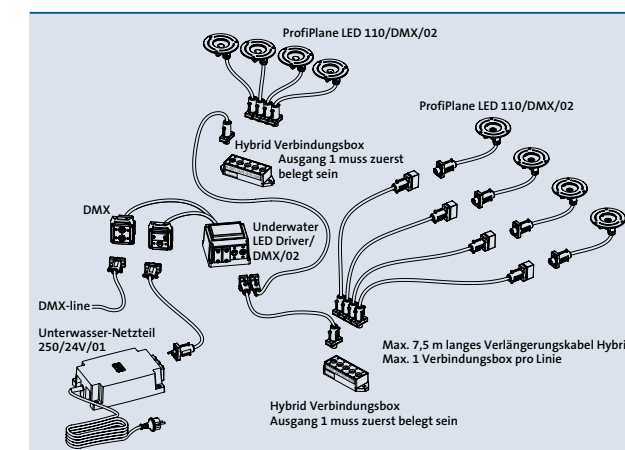 ProfiPlane LED 110/DMX/02
ProfiPlane LED 110/DMX/02
Hybrid Verbindungsbox
Ausgang 1 muss zuerst
belegt sein
DMX
Underwater
LED Driver/
DMX/02
DMX-line
Unterwasser-Netzteil
250/24V/01
Max. 7,5 m langes Verlängerungskabel Hybri
Max. 1 Verbindungsbox pro Linie
Hybrid Verbindungsbox
Ausgang 1 muss zuerst belegt sein